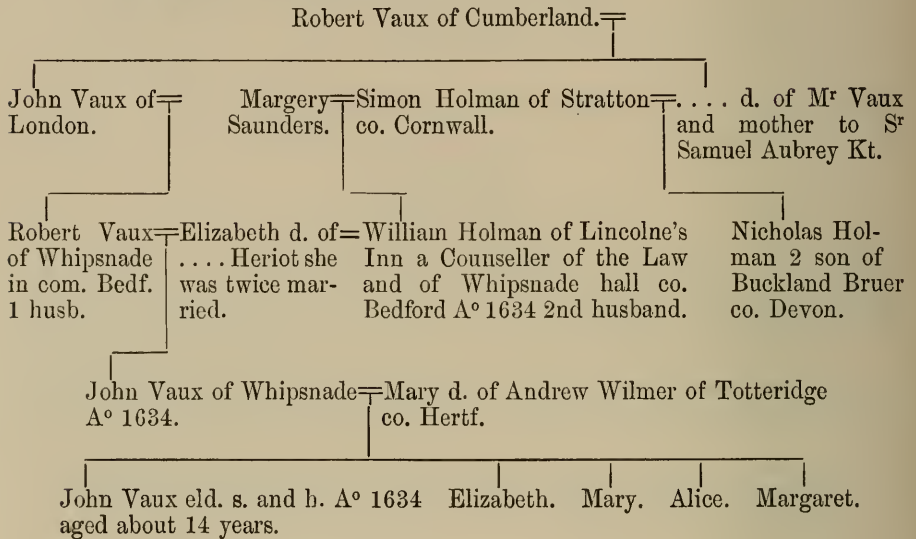 Robert Vaux of Cumberland.
John Vaux of
London.
Margery
Saunders.
Simon Holman of Stratton
co. Cornwall.
. . . . d. of Mʳ Vaux
and mother to Sʳ
Samuel Aubrey Kt.
Robert Vaux
of Whipsnade
in com. Bedf.
1 husb.
Elizabeth d. of
. . . . Heriot she
was twice mar-
ried.
William Holman of Lincolne's
Inn a Counseller of the Law
and of Whipsnade hall co.
Bedford Aº 1634 2nd husband.
Nicholas Hol-
man 2 son of
Buckland Bruer
co. Devon.
John Vaux of Whipsnade
Aº 1634.
Mary d. of Andrew Wilmer of Totteridge
co. Hertf.
John Vaux eld. s. and h. Aº 1634
aged about 14 years.
Elizabeth.
Mary.
Alice.
Margaret.